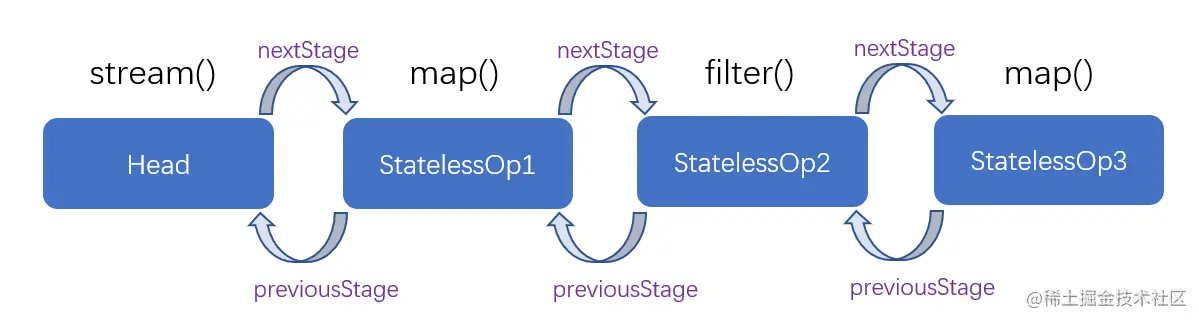 nextStage nextStage nextStage
stream() map() filter() map()
Head StatelessOp1 StatelessOp2 StatelessOp3
previousStage previousStage previousStage
@稀土掘金技术社区